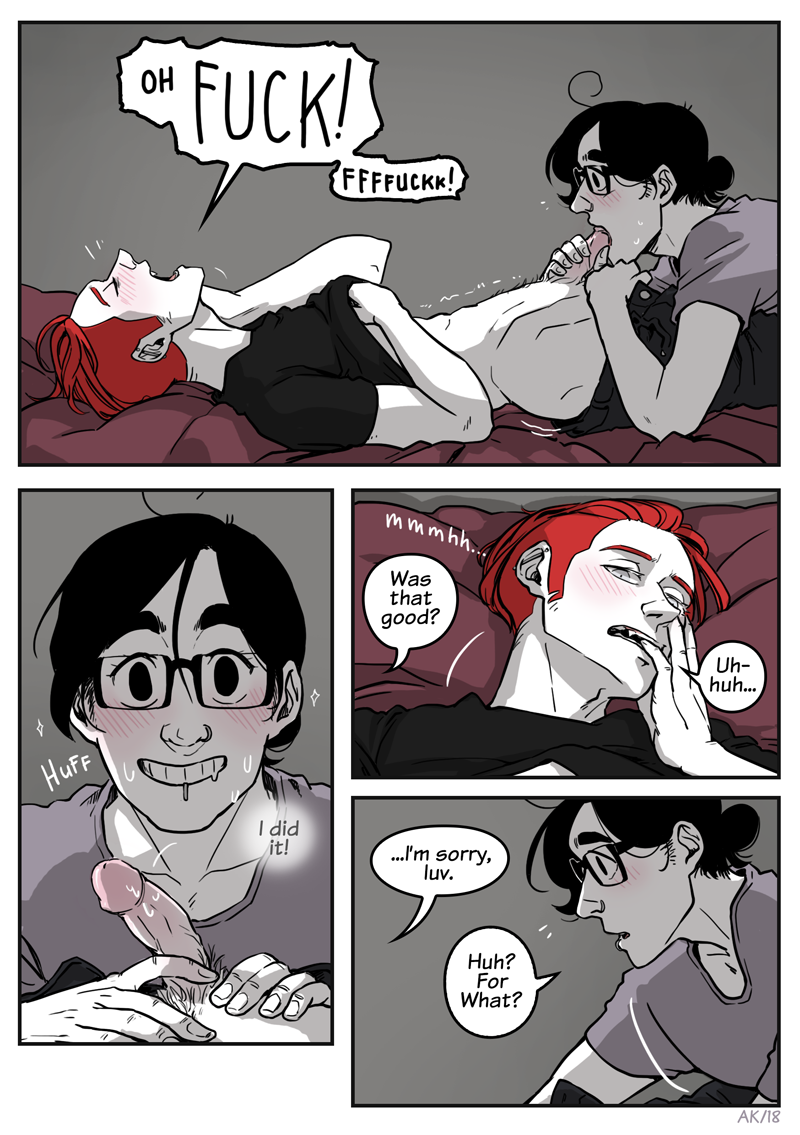 OH FUCK!
FFFFUCKK!
HUFF
I did
it!
mmmhh...
Was
that
good?
Uh-
huh...
...I'm sorry,
luv.
Huh?
For
What?
AK/18